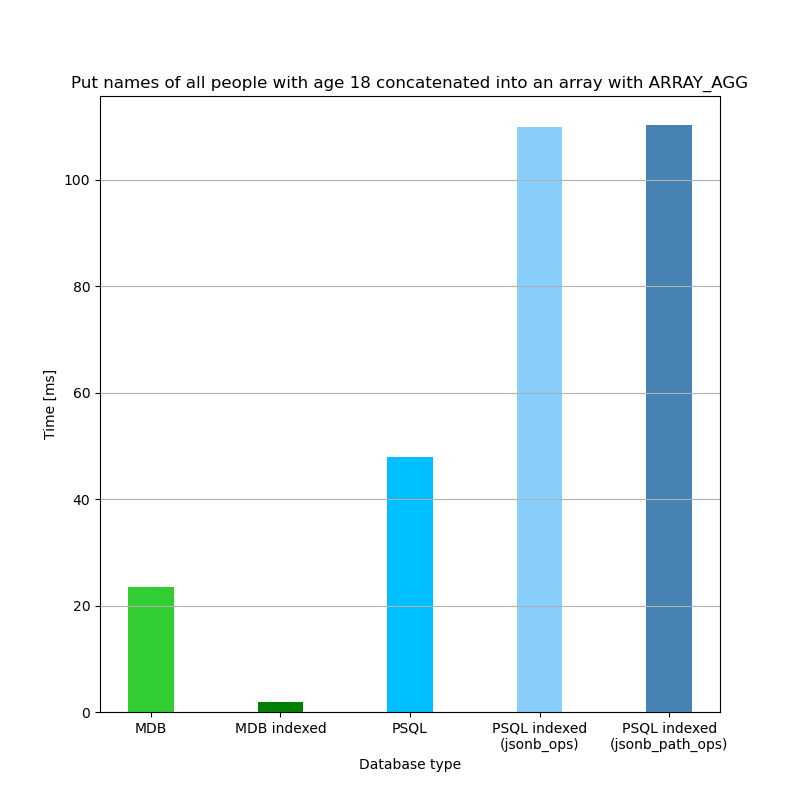 Put names of all people with age 18 concatenated into an array with ARRAY_AGG
Time [ms]
100
80
60
40
20
0
MDB
MDB indexed
PSQL
PSQL indexed
(jsonb_ops)
PSQL indexed
(jsonb_path_ops)
Database type